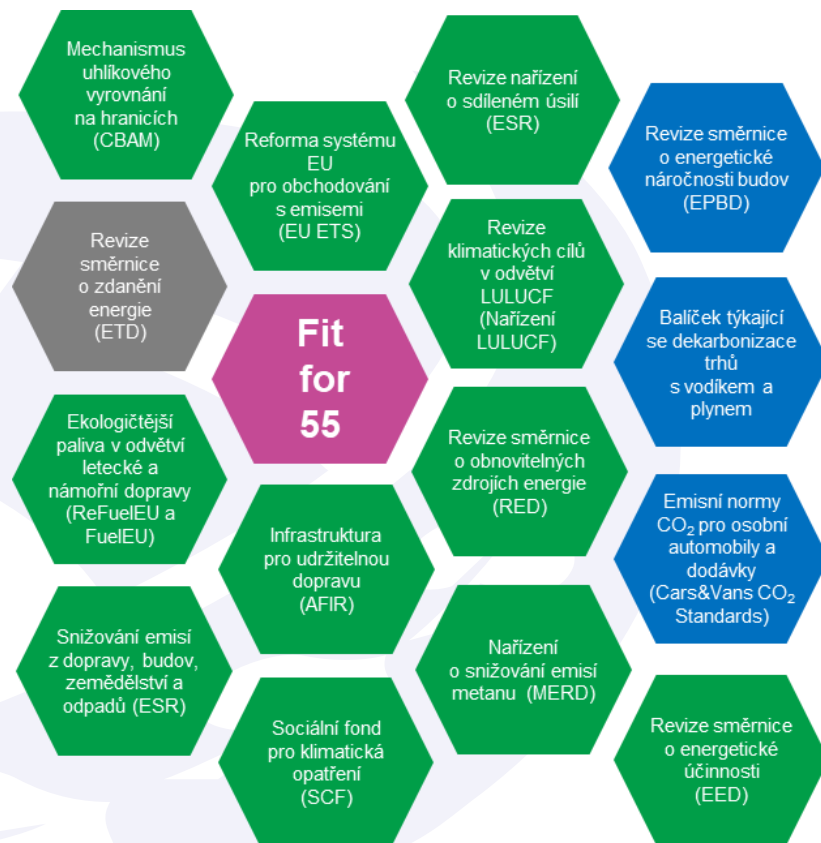 Mechanismus
uhlíkového
vyrovnání
na hranicích
(CBAM)
Reforma systému
EU
pro obchodování
s emisemi
(EU ETS)
Revize nařízení
o sdíleném úsilí
(ESR)
Revize směrnice
o energetické
náročnosti budov
(EPBD)
Revize
směrnice
o zdanění
energie
(ETD)
Fit
for
55
Revize
klimatických cílů
v odvětví
LULUCF
(Nařízení
LULUCF)
Balíček týkající
se dekarbonizace
trhů
s vodíkem a
plynem
Ekologičtější
paliva v odvětví
letecké a
námořní dopravy
(ReFuelEU a
FuelEU)
Infrastruktura
pro udržitelnou
dopravu
(AFIR)
Revize směrnice
o obnovitelných
zdrojích energie
(RED)
Emisní normy
CO₂ pro osobní
automobily a
dodávky
(Cars&Vans CO₂
Standards)
Snižování emisí
z dopravy, budov,
zemědělství a
odpadů (ESR)
Sociální fond
pro klimatická
opatření
(SCF)
Nařízení
o snižování emisí
metanu (MERD)
Revize směrnice
o energetické
účinnosti
(EED)